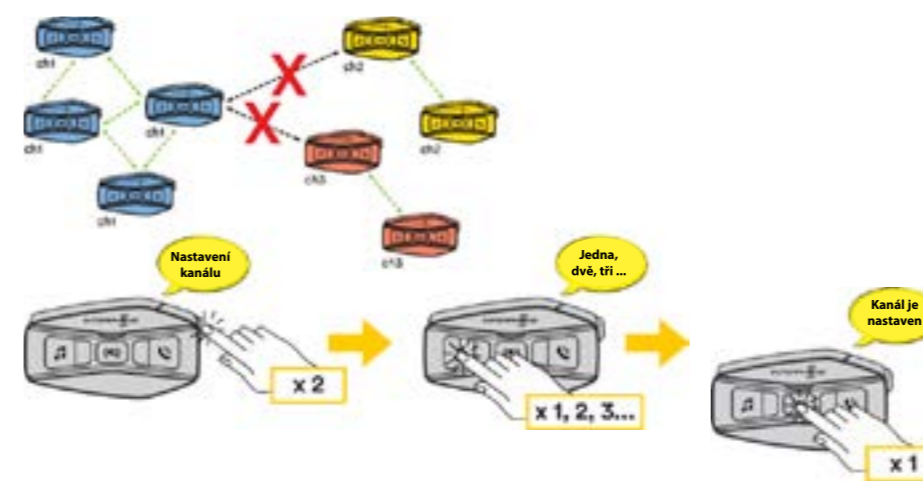 ch1
ch2
ch1
ch1
ch2
ch3
ch1
ch3
Nastavení
kanálu
Jedna,
dvě, tři ...
Kanál je
nastaven
x 2
x 1, 2, 3...
x 1